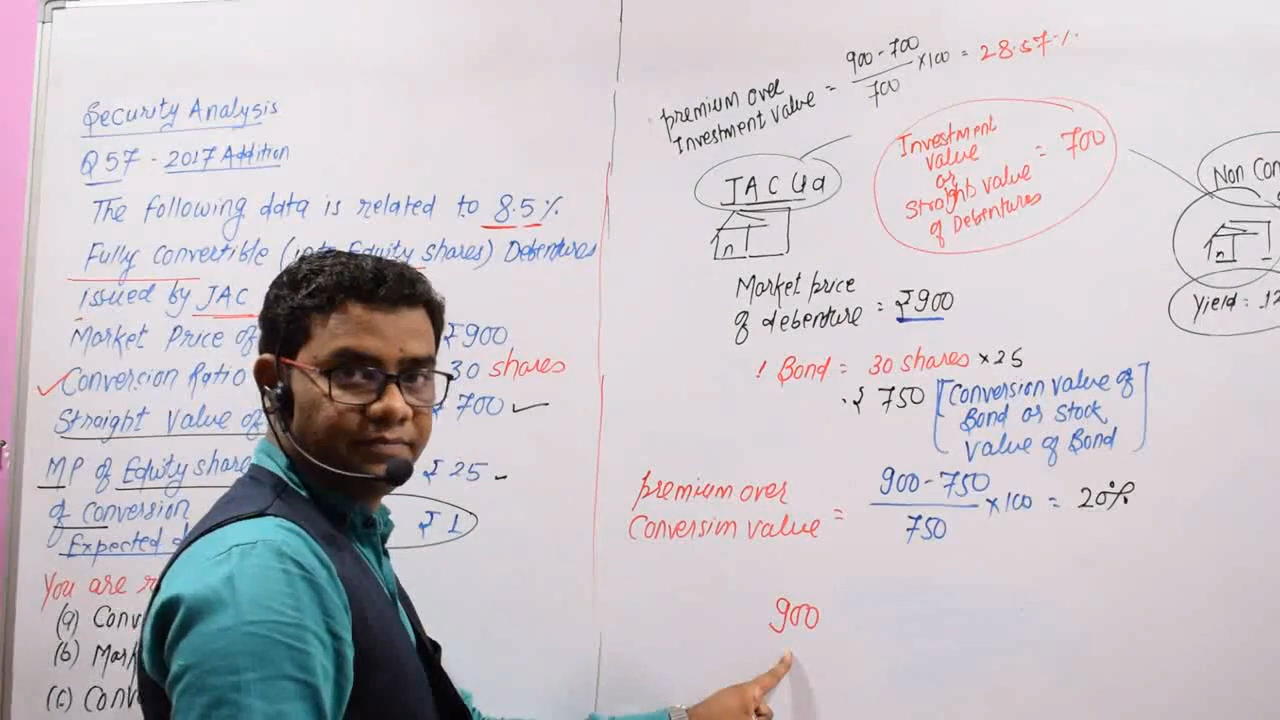 Security Analysis
Q 57 - 2017 Addition
The following data is related to 8.5%
Fully convertible (into Equity shares) Debentures
issued by JAC
Market Price of ₹900
Conversion Ratio 30 shares
Straight Value of ₹ 700
MP of Equity share ₹ 25
of conversion
Expected ₹ 1
You are
(a)
(b)
(c)
premium over
Investment value = 900 - 700 / 700 × 100 = 28.57%
Investment
value
or
Straight value
of Debentures = 700
JAC Ltd
Non
Yield :
Market price
of debenture = ₹900
1 Bond = 30 shares × 25
₹ 750 [Conversion value of
Bond or Stock
value of Bond]
premium over
Conversion value = 900 - 750 / 750 × 100 = 20%
900